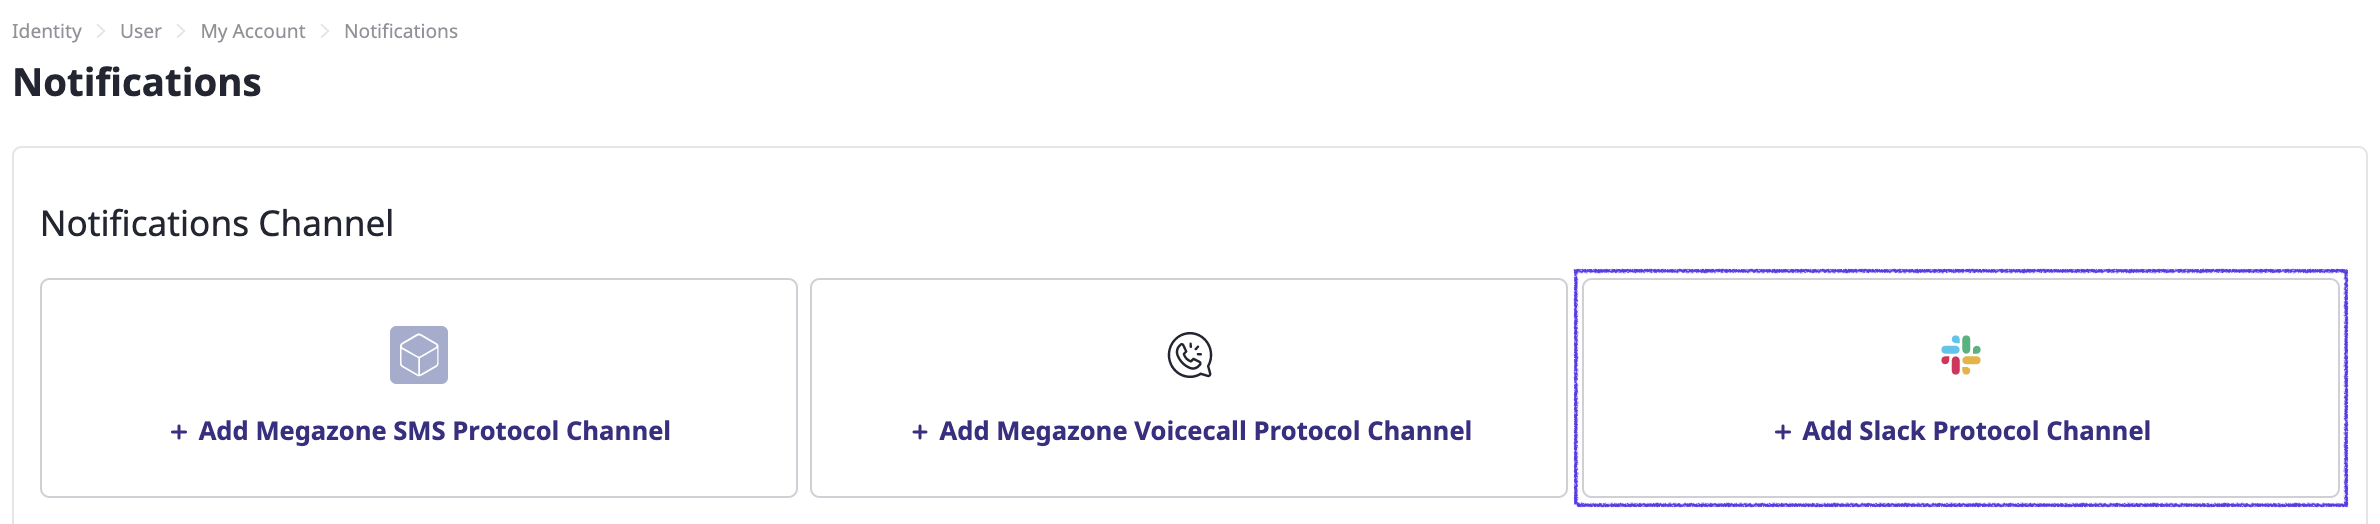 Identity > User > My Account > Notifications
Notifications
Notifications Channel
+ Add Megazone SMS Protocol Channel
+ Add Megazone Voicecall Protocol Channel
+ Add Slack Protocol Channel